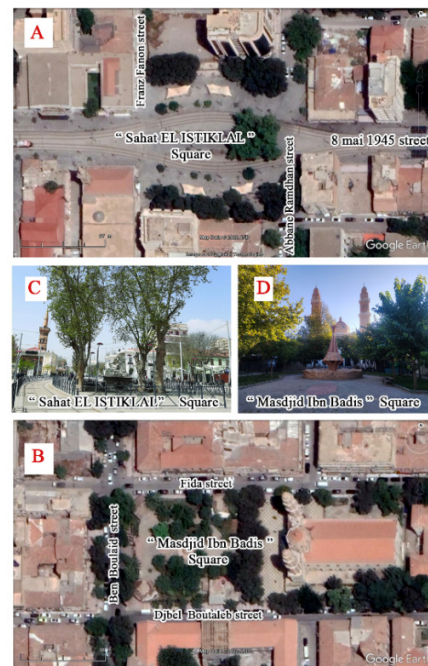 A
Franz Fanon street
“ Sahat EL ISTIKLAL ”
Square
8 mai 1945 street
Abbane Ramdhan street
Google Earth
C
“ Sahat EL ISTIKLAL” Square
D
“ Masdjid Ibn Badis ” Square
B
Fida street
Ben Boulaid street
“ Masdjid Ibn Badis ”
Square
Djbel Boutaleb street
Google Earth